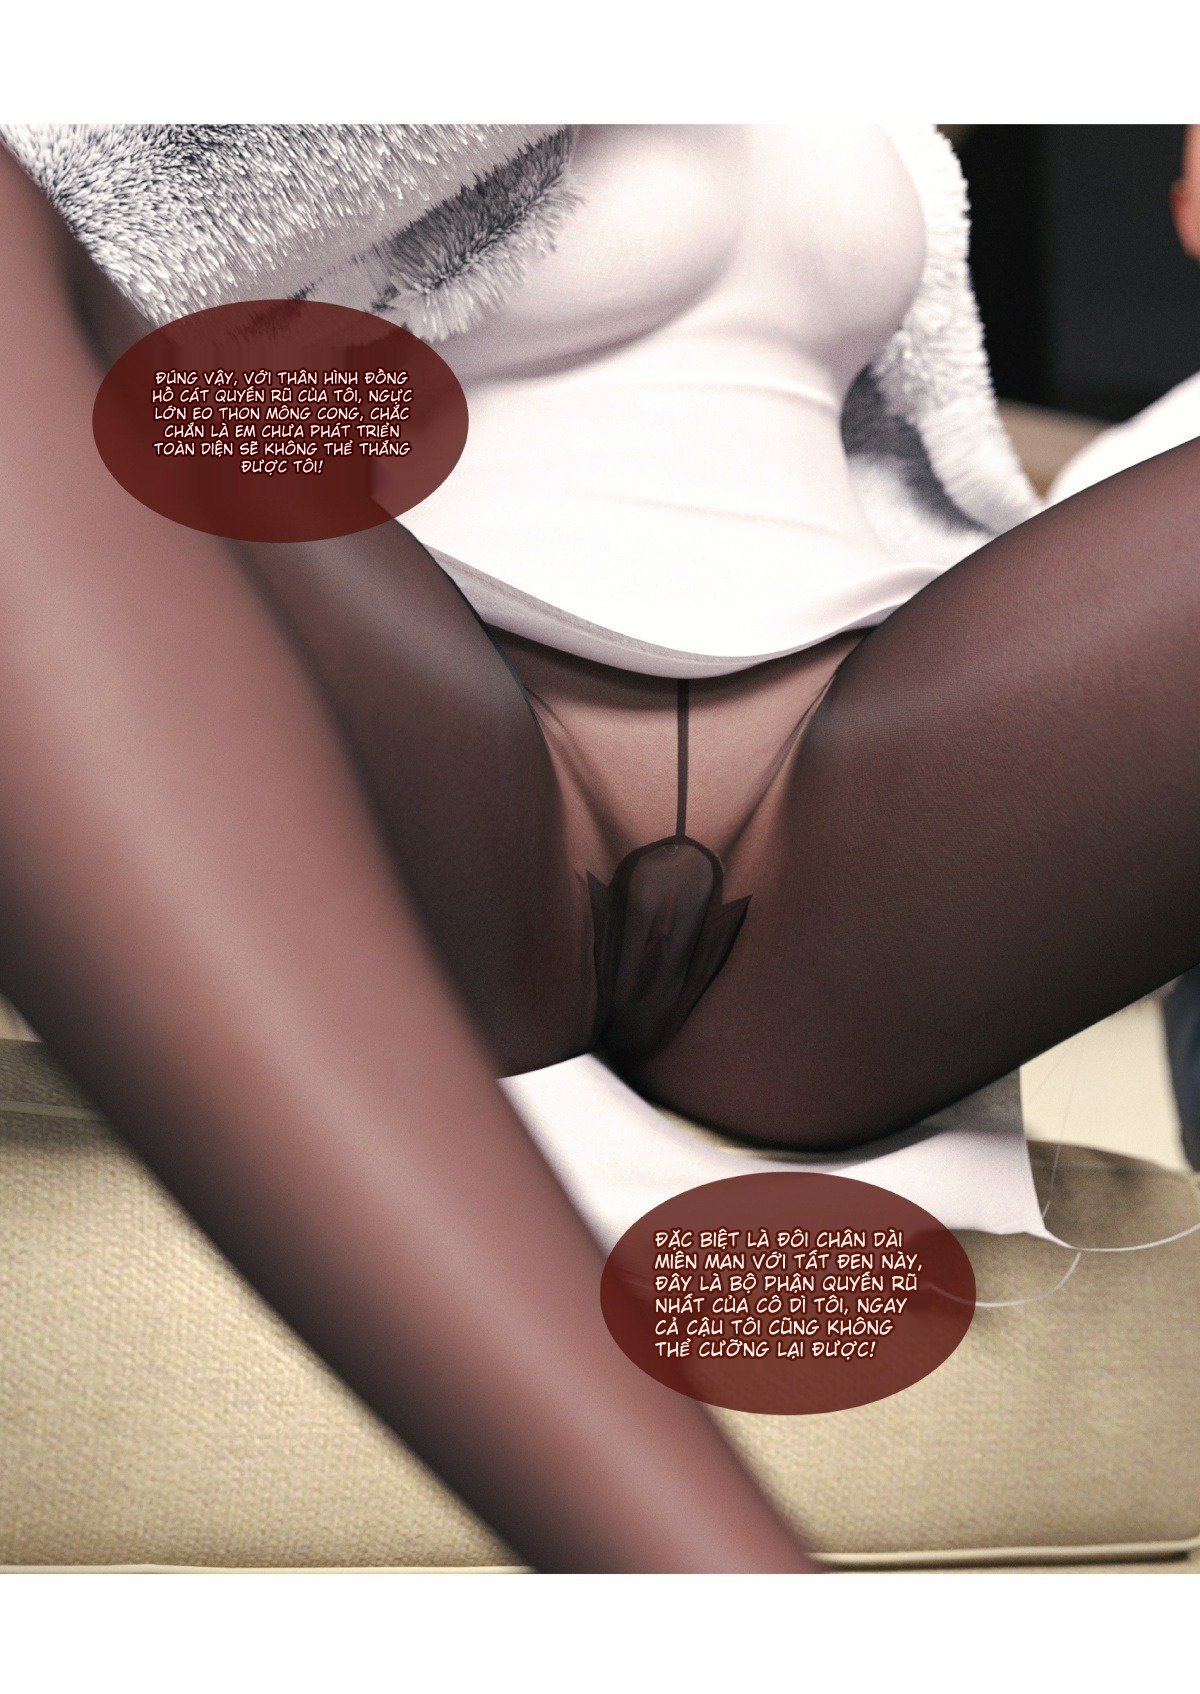 ĐÚNG VẬY, VỚI THÂN HÌNH ĐỒNG
HỒ CÁT QUYẾN RŨ CỦA TÔI, NGỰC
LỚN EO THON MÔNG CONG, CHẮC
CHẮN LÀ EM CHƯA PHÁT TRIỂN
TOÀN DIỆN SẼ KHÔNG THỂ THẮNG
ĐƯỢC TÔI!
ĐẶC BIỆT LÀ ĐÔI CHÂN DÀI
MIÊN MAN VỚI TẤT ĐEN NÀY,
ĐÂY LÀ BỘ PHẬN QUYẾN RŨ
NHẤT CỦA CÔ DÌ TÔI, NGAY
CẢ CẬU TÔI CŨNG KHÔNG
THỂ CƯỠNG LẠI ĐƯỢC!